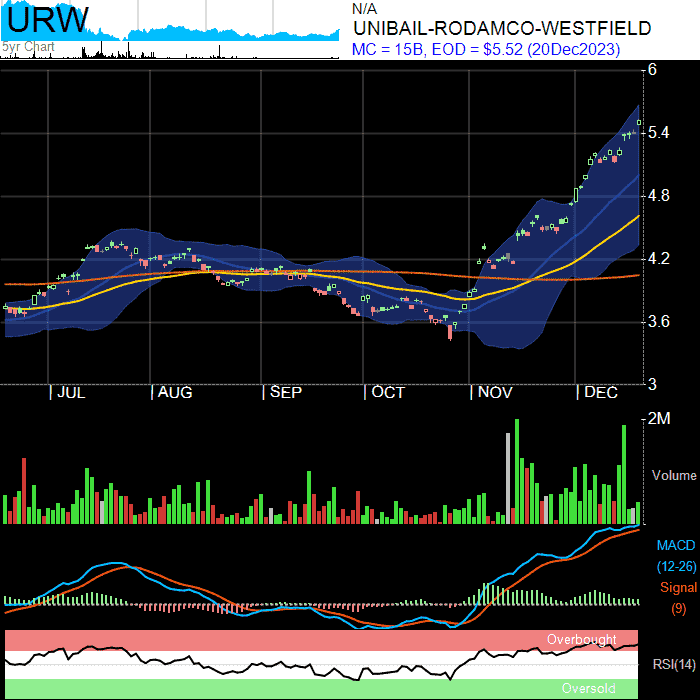 URW
5yr Chart
N/A
UNIBAIL-RODAMCO-WESTFIELD
MC = 15B, EOD = $5.52 (20Dec2023)
6
5.4
4.8
4.2
3.6
3
| JUL | AUG | SEP | OCT | NOV | DEC
2M
Volume
MACD
(12-26)
Signal
(9)
Overbought
RSI(14)
Oversold